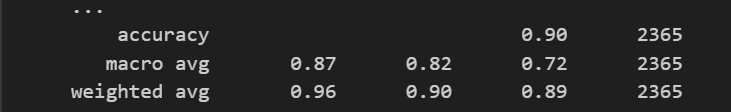 ...
accuracy 0.90 2365
macro avg 0.87 0.82 0.72 2365
weighted avg 0.96 0.90 0.89 2365